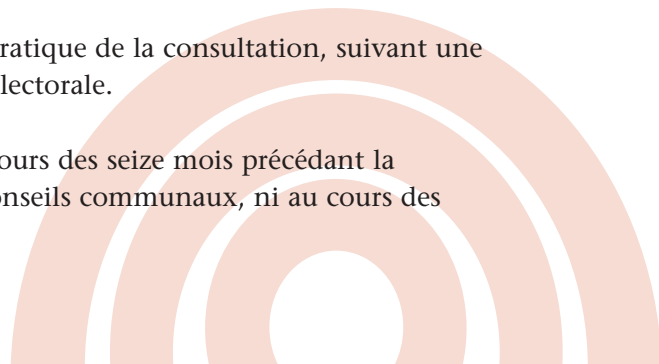 ratique de la consultation, suivant une
lectorale.
ours des seize mois précédant la
onseils communaux, ni au cours des